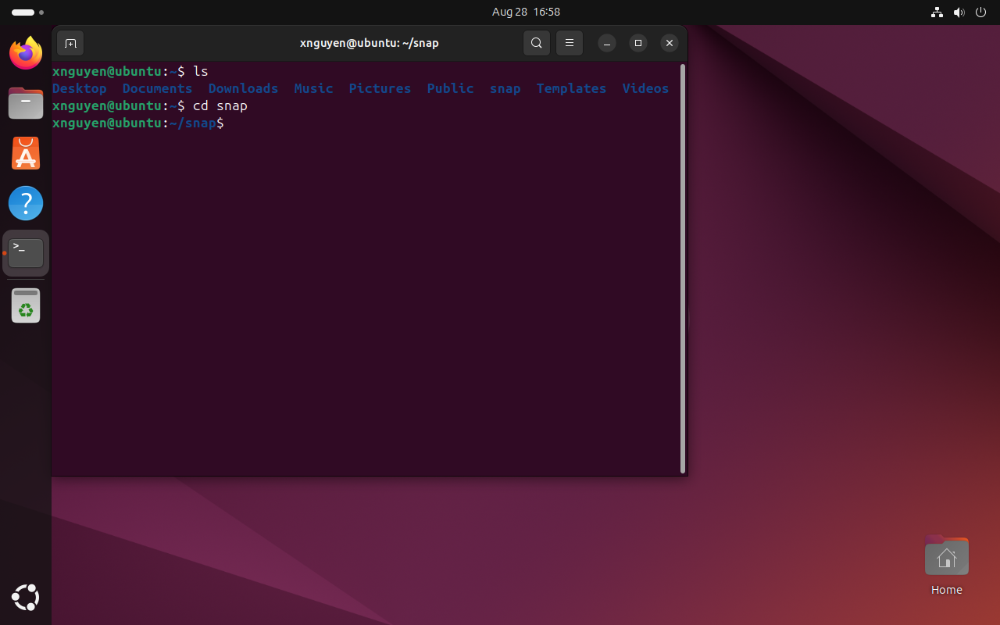 Aug 28 16:58
xnguyen@ubuntu: ~/snap
xnguyen@ubuntu:~$ ls
Desktop Documents Downloads Music Pictures Public snap Templates Videos
xnguyen@ubuntu:~$ cd snap
xnguyen@ubuntu:~/snap$
Home